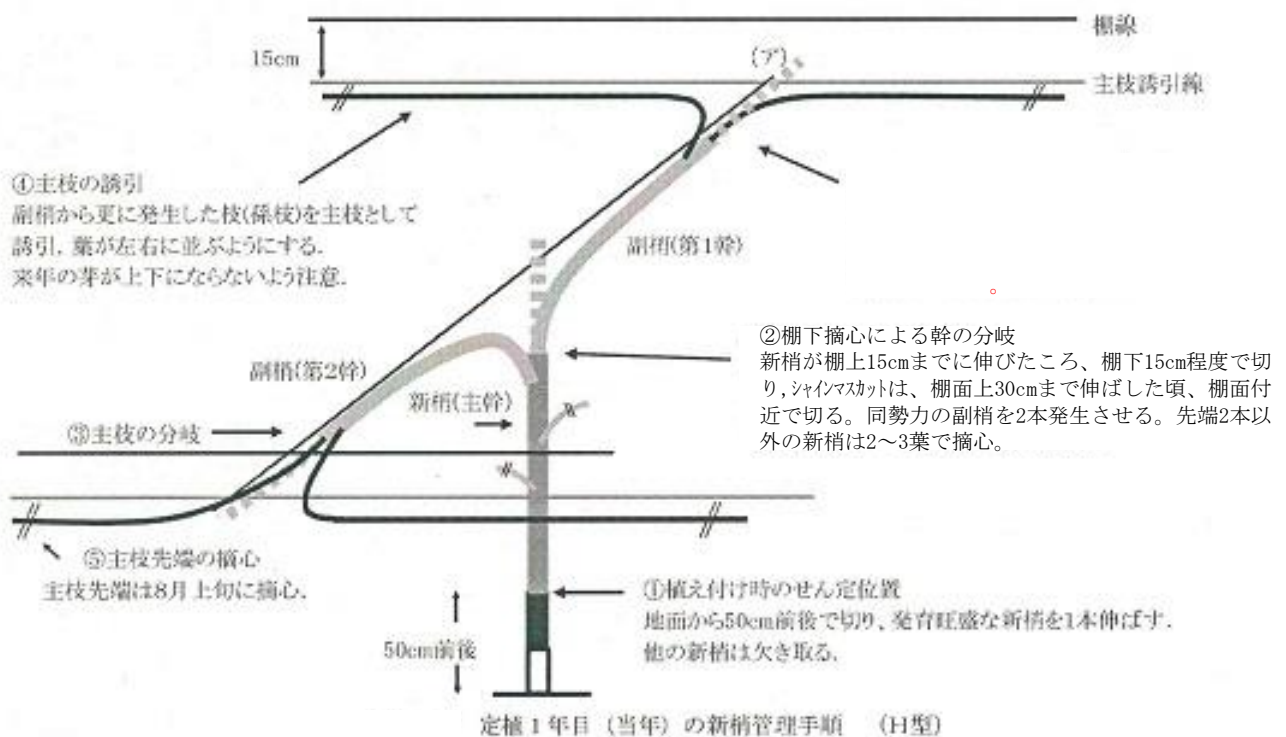 棚線
15cm
(ア)
主枝誘引線
④主枝の誘引
副梢から更に発生した枝(孫枝)を主枝として
誘引, 葉が左右に並ぶようにする.
来年の芽が上下にならないよう注意.
副梢(第1幹)
。
②棚下摘心による幹の分岐
新梢が棚上15cmまでに伸びたころ、棚下15cm程度で切
り,ｼｬｲﾝﾏｽｶｯﾄは、棚面上30cmまで伸ばした頃、棚面付
近で切る。同勢力の副梢を2本発生させる。先端2本以
外の新梢は2～3葉で摘心。
副梢(第2幹)
新梢(主幹)
③主枝の分岐
⑤主枝先端の摘心
主枝先端は8月上旬に摘心.
①植え付け時のせん定位置
地面から50cm前後で切り、発育旺盛な新梢を1本伸ばす.
他の新梢は欠き取る.
50cm前後
定植１年目（当年）の新梢管理手順　（H型）